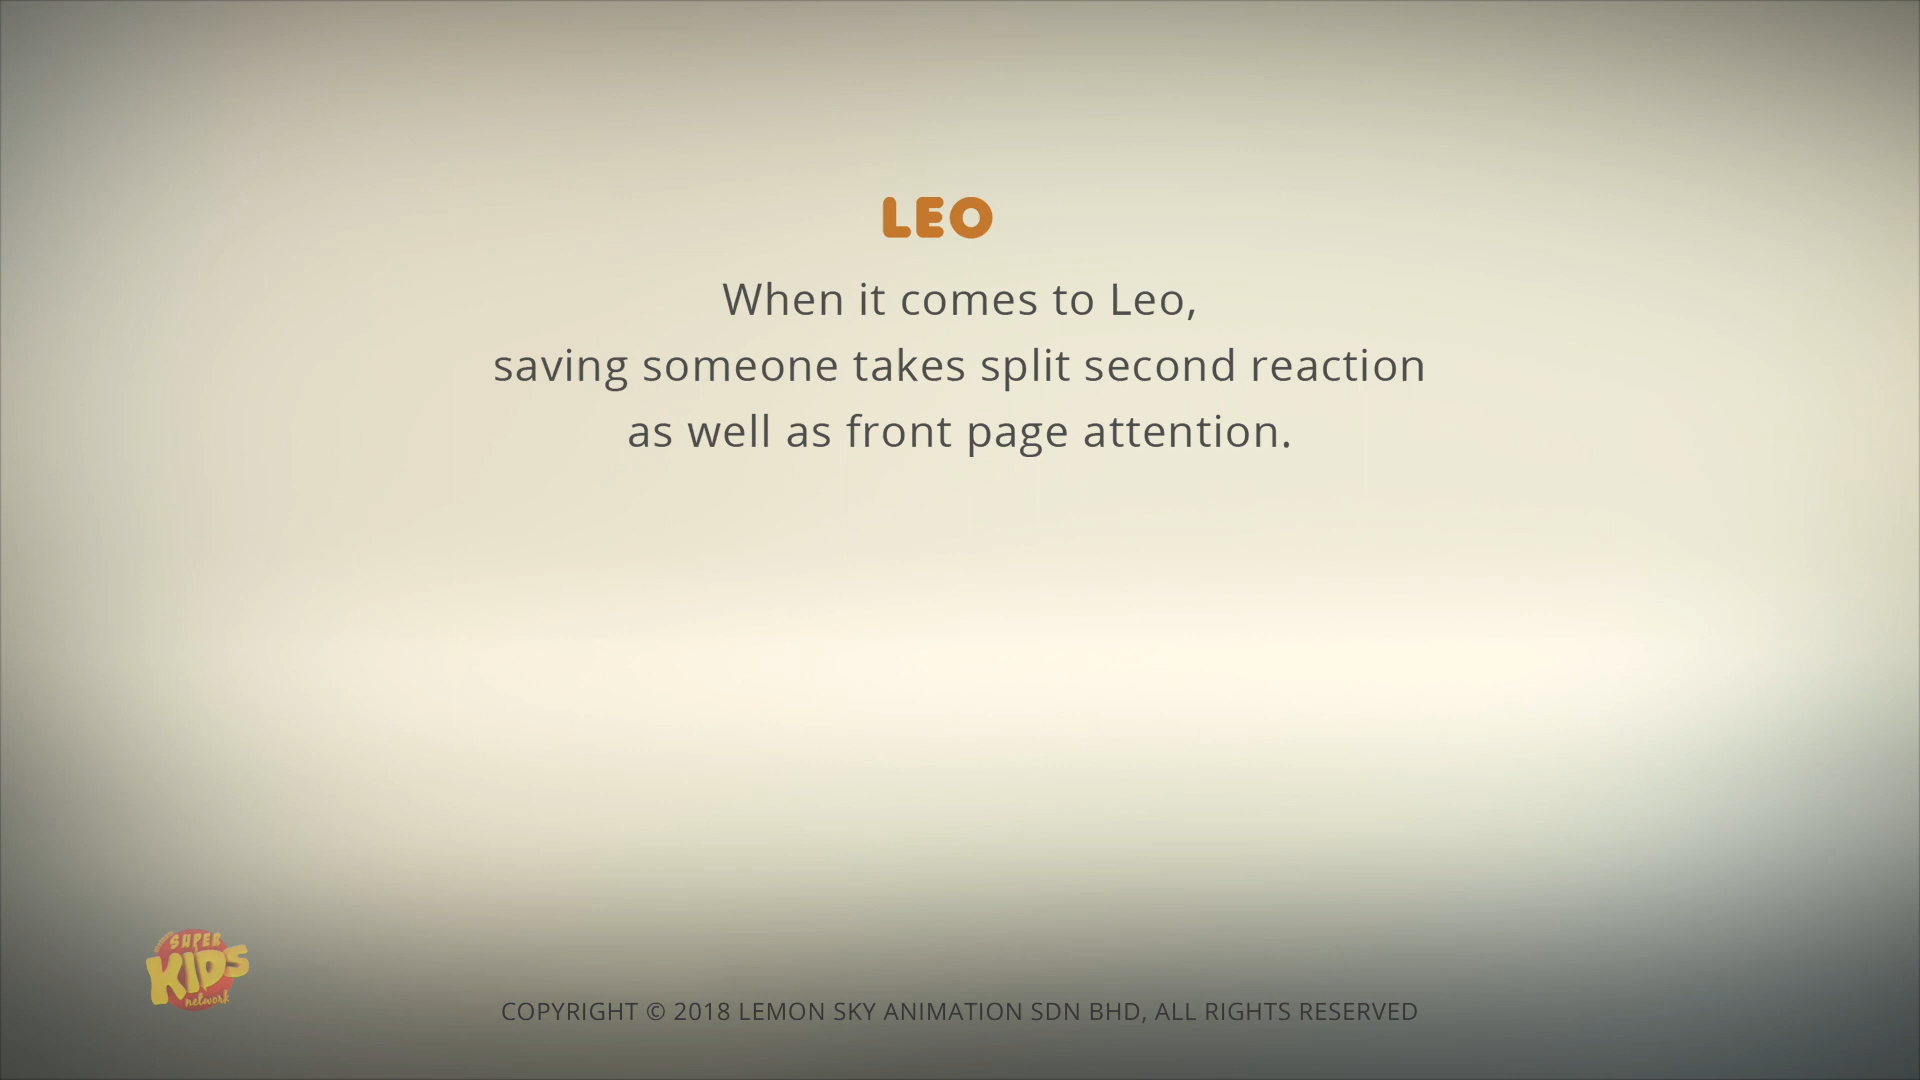 LEO
When it comes to Leo,
saving someone takes split second reaction
as well as front page attention.
SUPER
KIDS
network
COPYRIGHT © 2018 LEMON SKY ANIMATION SDN BHD, ALL RIGHTS RESERVED